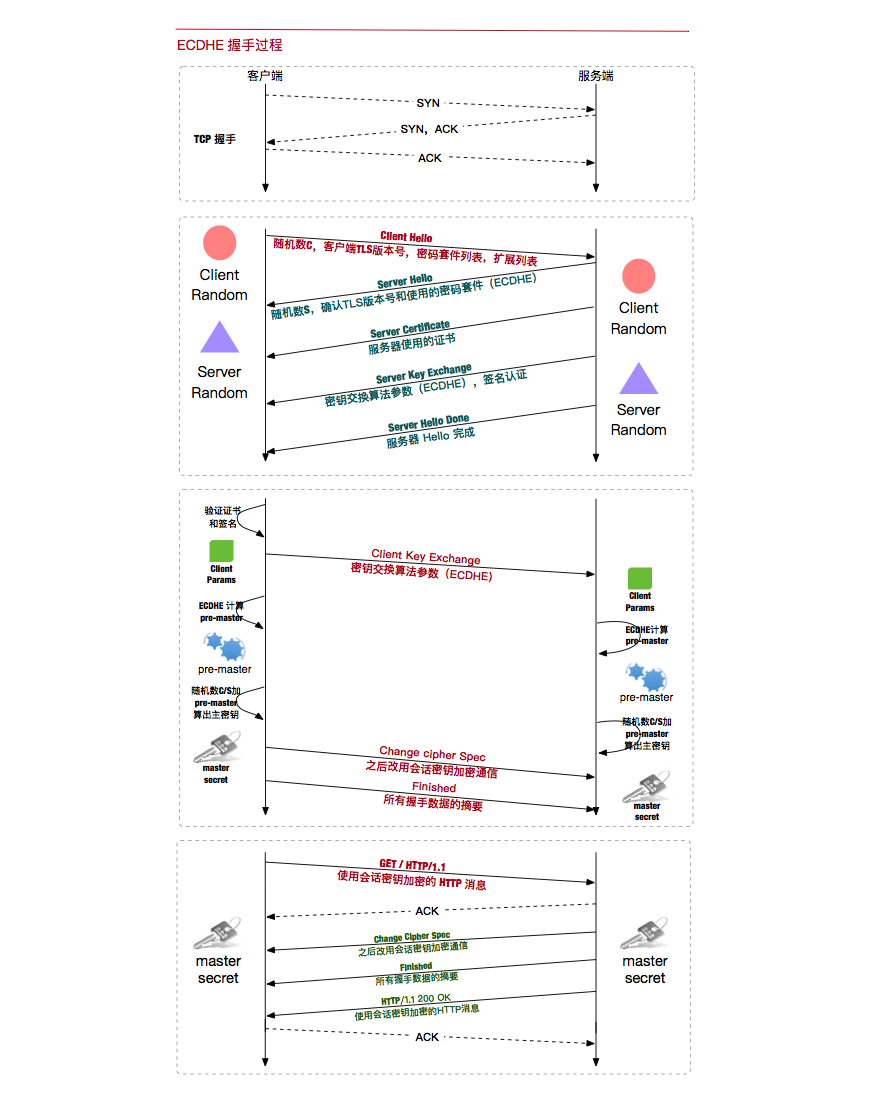 ECDHE 握手过程
客户端
服务端
SYN
SYN，ACK
TCP 握手
ACK
Client Hello
随机数C，客户端TLS版本号，密码套件列表，扩展列表
Client
Random
Server Hello
随机数S，确认TLS版本号和使用的密码套件（ECDHE）
Client
Random
Server Certificate
服务器使用的证书
Server
Random
Server Key Exchange
密钥交换算法参数（ECDHE），签名认证
Server
Random
Server Hello Done
服务器 Hello 完成
验证证书
和签名
Client Key Exchange
密钥交换算法参数（ECDHE）
Client
Params
Client
Params
ECDHE 计算
pre-master
ECDHE计算
pre-master
pre-master
pre-master
随机数C/S加
pre-master
算出主密钥
随机数C/S加
pre-master
算出主密钥
Change cipher Spec
之后改用会话密钥加密通信
master
secret
Finished
所有握手数据的摘要
master
secret
GET / HTTP/1.1
使用会话密钥加密的 HTTP 消息
ACK
Change Cipher Spec
之后改用会话密钥加密通信
master
secret
master
secret
Finished
所有握手数据的摘要
HTTP/1.1 200 OK
使用会话密钥加密的HTTP消息
ACK